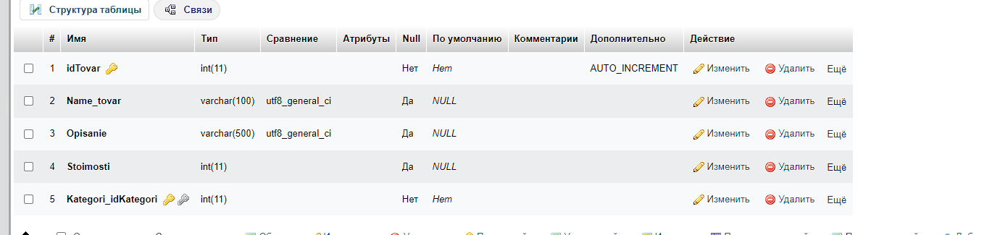 Структура таблицы Связи
# Имя Тип Сравнение Атрибуты Null По умолчанию Комментарии Дополнительно Действие
1 idTovar int(11) Нет Нет AUTO_INCREMENT Изменить Удалить Ещё
2 Name_tovar varchar(100) utf8_general_ci Да NULL Изменить Удалить Ещё
3 Opisanie varchar(500) utf8_general_ci Да NULL Изменить Удалить Ещё
4 Stoimosti int(11) Да NULL Изменить Удалить Ещё
5 Kategori_idKategori int(11) Нет Нет Изменить Удалить Ещё